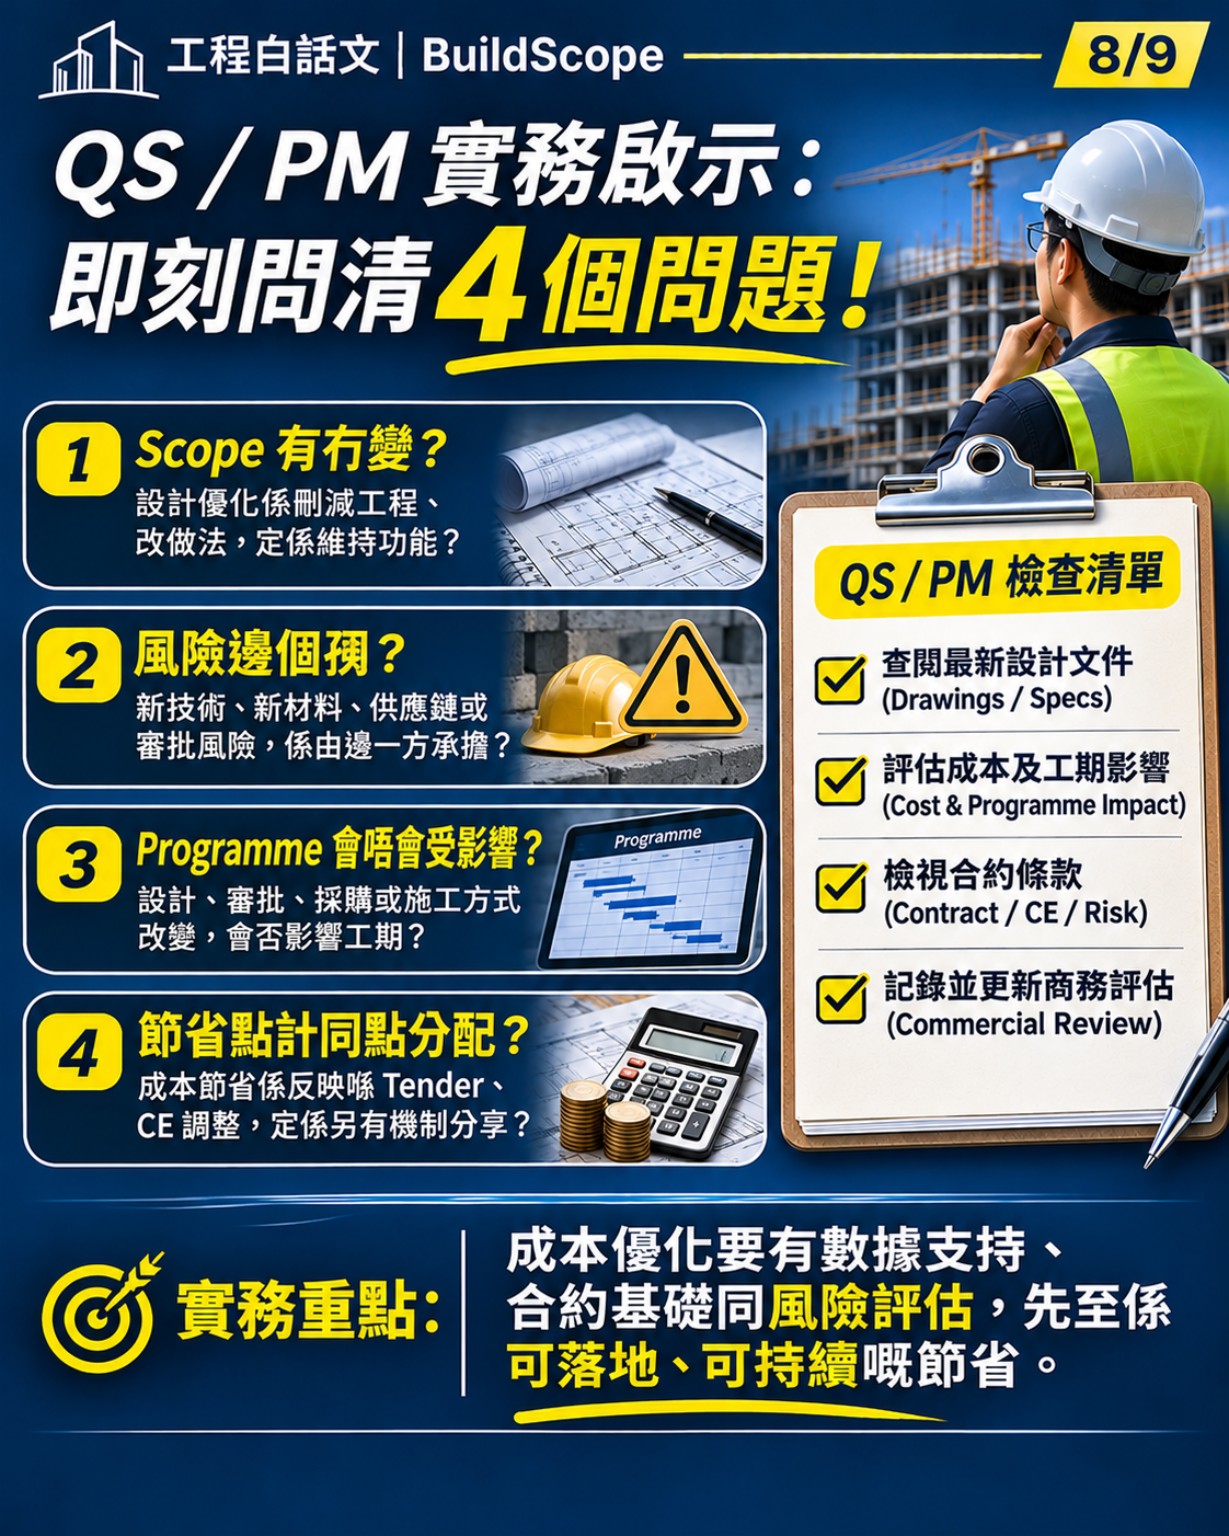 工程白話文 | BuildScope
8/9
QS / PM 實務啟示：
即刻問清4個問題！
1
Scope 有冇變？
設計優化係刪減工程、
改做法，定係維持功能？
2
風險邊個孭？
新技術、新材料、供應鏈或
審批風險，係由邊一方承擔？
3
Programme 會唔會受影響？
設計、審批、採購或施工方式
改變，會否影響工期？
Programme
4
節省點計同點分配？
成本節省係反映喺 Tender、
CE 調整，定係另有機制分享？
QS / PM 檢查清單
查閱最新設計文件
(Drawings / Specs)
評估成本及工期影響
(Cost & Programme Impact)
檢視合約條款
(Contract / CE / Risk)
記錄並更新商務評估
(Commercial Review)
實務重點：
成本優化要有數據支持、
合約基礎同風險評估，先至係
可落地、可持續嘅節省。